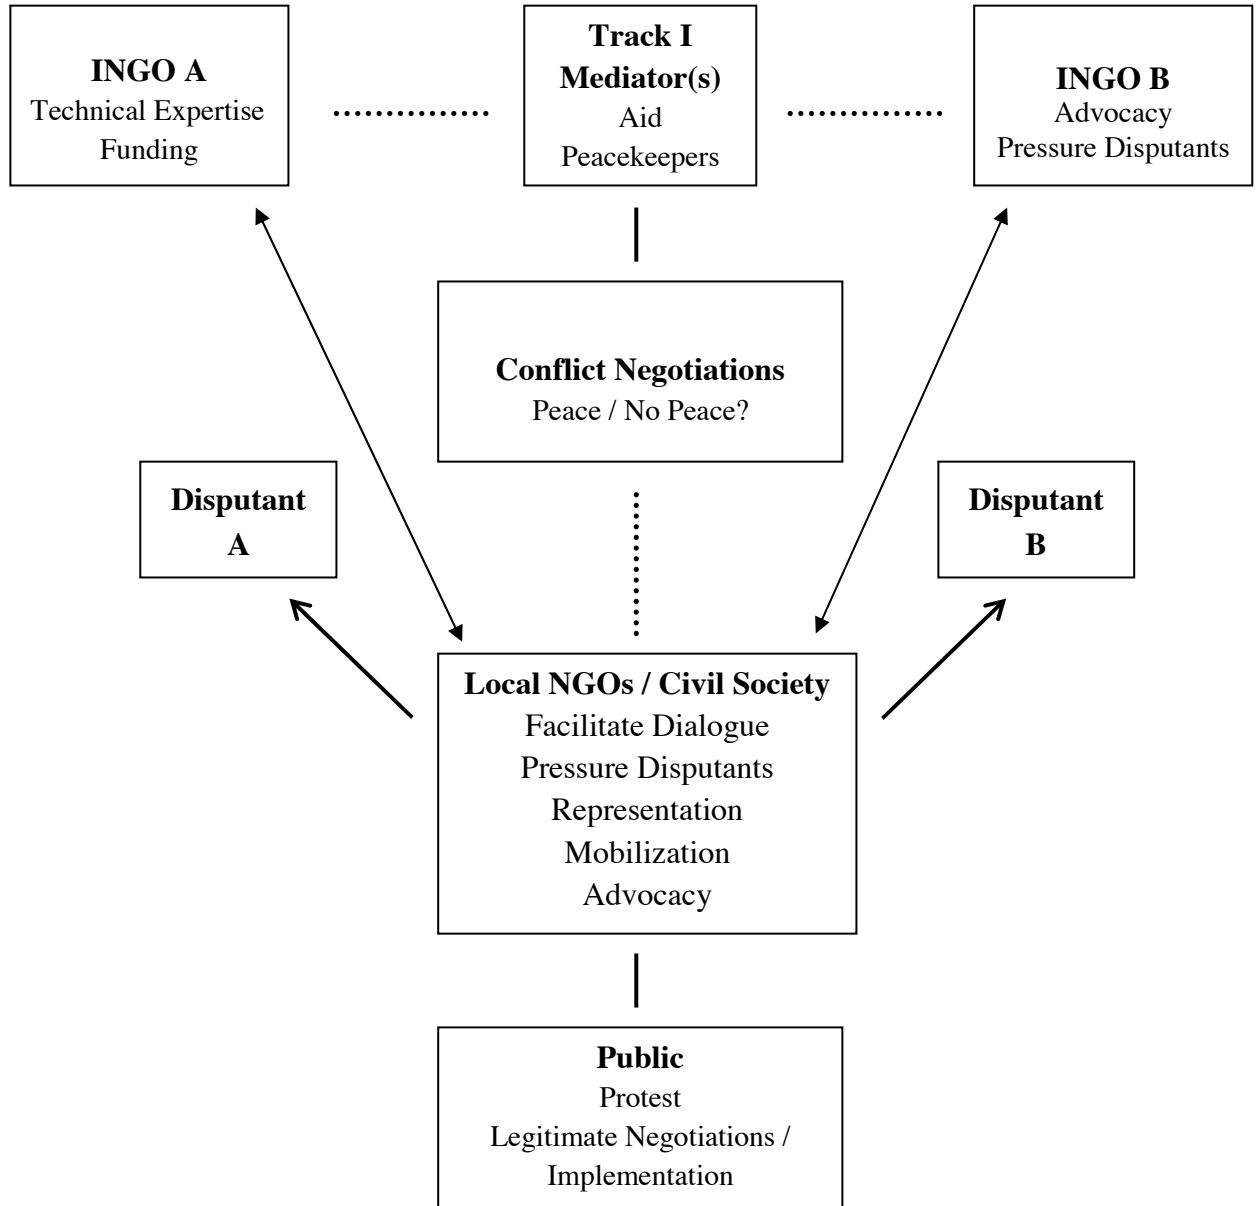 INGO A
Technical Expertise
Funding
Track I
Mediator(s)
Aid
Peacekeepers
INGO B
Advocacy
Pressure Disputants
Conflict Negotiations
Peace / No Peace?
Disputant
A
Disputant
B
Local NGOs / Civil Society
Facilitate Dialogue
Pressure Disputants
Representation
Mobilization
Advocacy
Public
Protest
Legitimate Negotiations /
Implementation